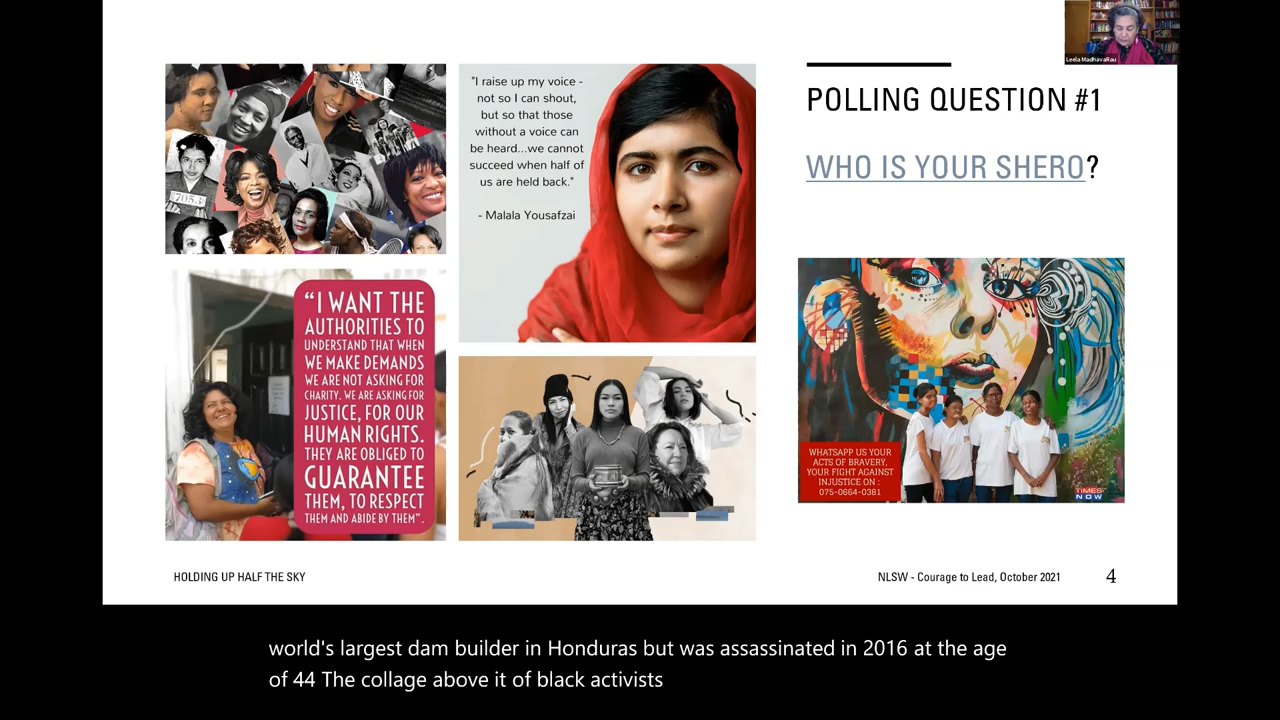 Leela MadhavaRau
POLLING QUESTION #1
WHO IS YOUR SHERO?
7053
"I raise up my voice -
not so I can shout,
but so that those
without a voice can
be heard...we cannot
succeed when half of
us are held back."
- Malala Yousafzai
“I WANT THE
AUTHORITIES TO
UNDERSTAND THAT WHEN
WE MAKE DEMANDS
WE ARE NOT ASKING FOR
CHARITY. WE ARE ASKING FOR
JUSTICE, FOR OUR
HUMAN RIGHTS.
THEY ARE OBLIGED TO
GUARANTEE
THEM, TO RESPECT
THEM AND ABIDE BY THEM”.
WHATSAPP US YOUR
ACTS OF BRAVERY,
YOUR FIGHT AGAINST
INJUSTICE ON :
075-0664-0381
TIMES
NOW
HOLDING UP HALF THE SKY
NLSW - Courage to Lead, October 2021
4
world's largest dam builder in Honduras but was assassinated in 2016 at the age
of 44 The collage above it of black activists